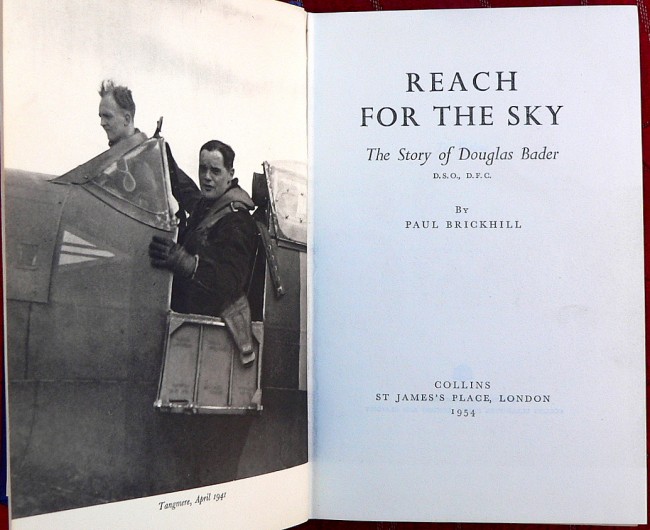 Tangmere, April 1941
REACH
FOR THE SKY
The Story of Douglas Bader
D.S.O., D.F.C.
By
PAUL BRICKHILL
COLLINS
ST JAMES'S PLACE, LONDON
1954